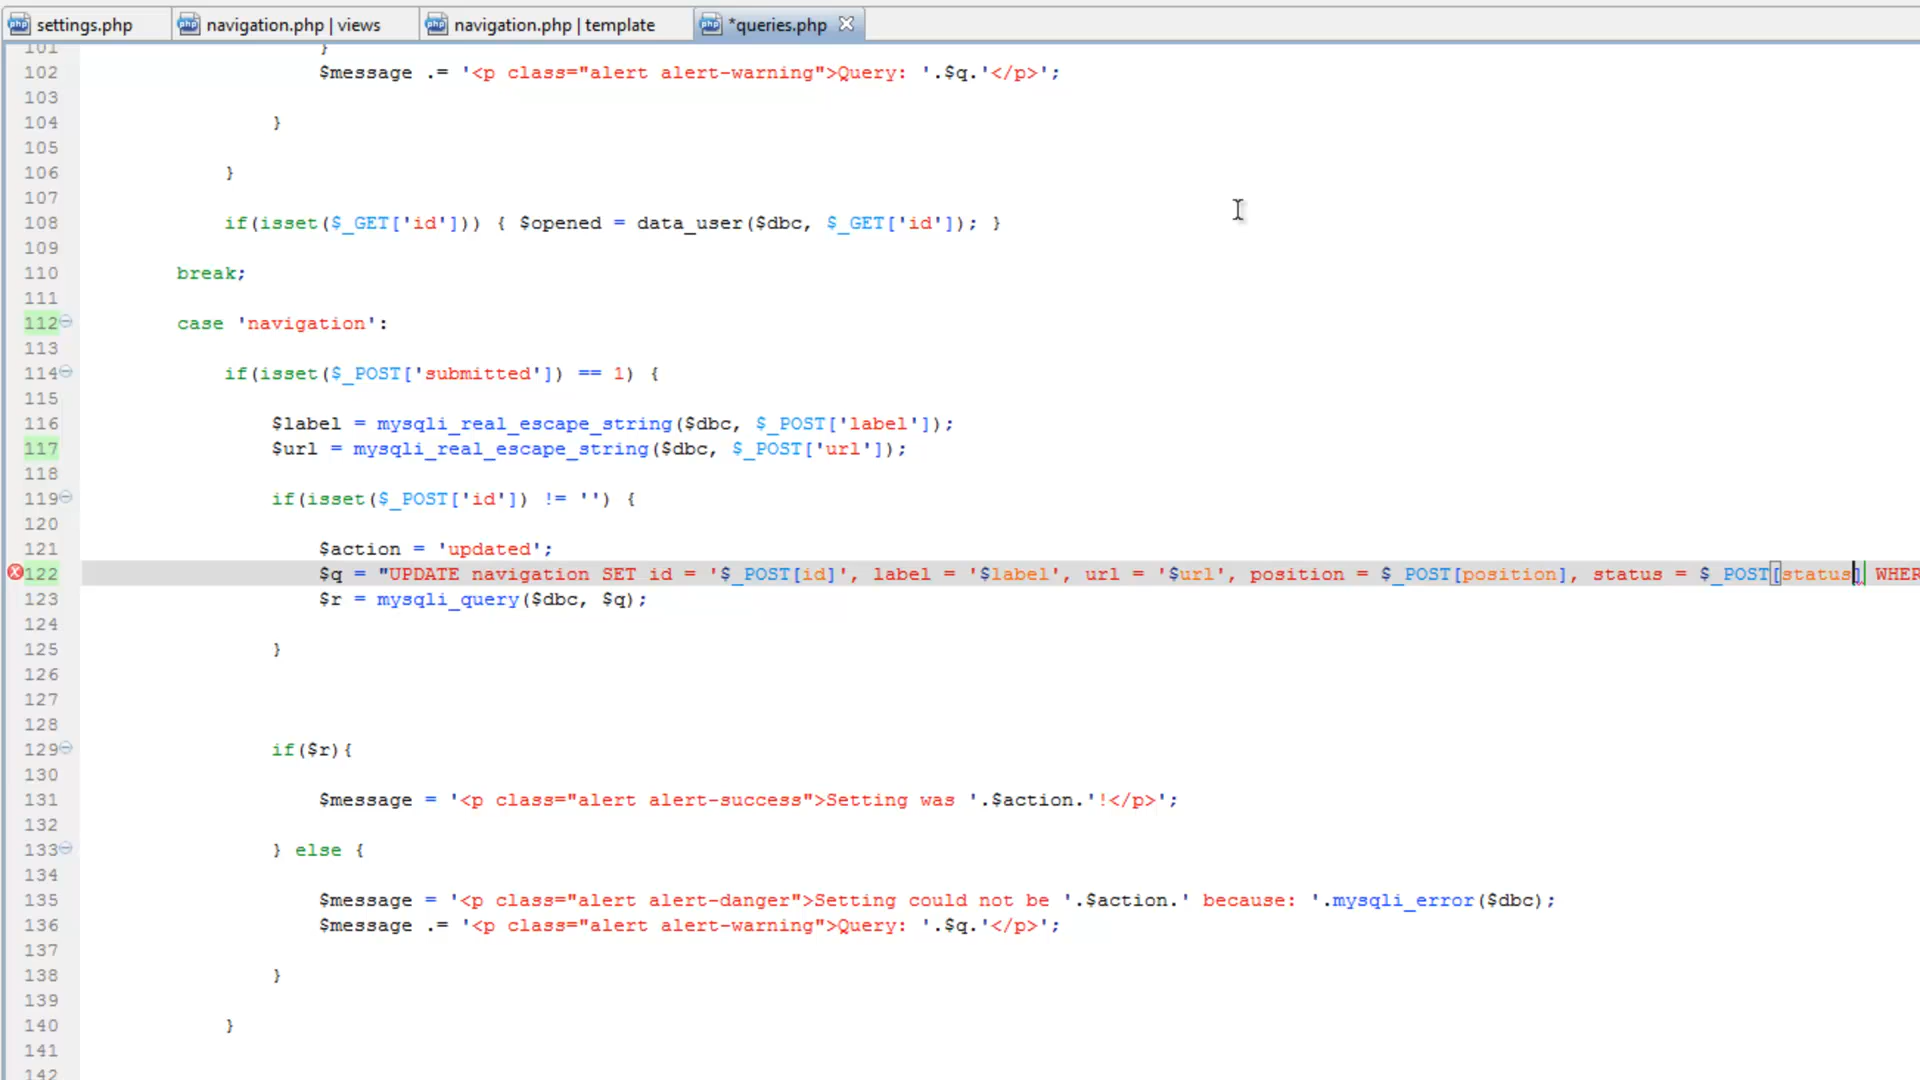 settings.php navigation.php | views navigation.php | template *queries.php
101 }
102 $message .= '<p class="alert alert-warning">Query: '.$q.'</p>';
103
104 }
105
106 }
107
108 if(isset($_GET['id'])) { $opened = data_user($dbc, $_GET['id']); }
109
110 break;
111
112 case 'navigation':
113
114 if(isset($_POST['submitted']) == 1) {
115
116 $label = mysqli_real_escape_string($dbc, $_POST['label']);
117 $url = mysqli_real_escape_string($dbc, $_POST['url']);
118
119 if(isset($_POST['id']) != '') {
120
121 $action = 'updated';
122 $q = "UPDATE navigation SET id = '$_POST[id]', label = '$label', url = '$url', position = $_POST[position], status = $_POST[status] WHER
123 $r = mysqli_query($dbc, $q);
124
125 }
126
127
128
129 if($r){
130
131 $message = '<p class="alert alert-success">Setting was '.$action.'!</p>';
132
133 } else {
134
135 $message = '<p class="alert alert-danger">Setting could not be '.$action.' because: '.mysqli_error($dbc);
136 $message .= '<p class="alert alert-warning">Query: '.$q.'</p>';
137
138 }
139
140 }
141
142